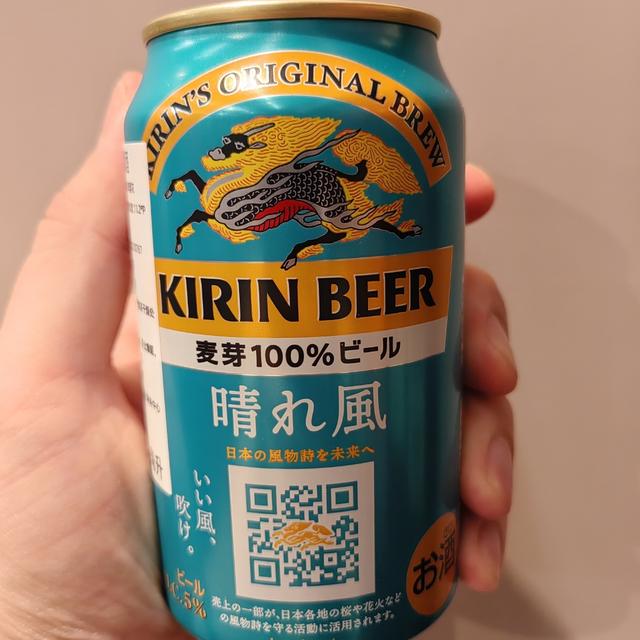 KIRIN'S ORIGINAL BREW
KIRIN BEER
麦芽100%ビール
晴れ風
日本の風物詩を未来へ
いい風、
吹け。
お酒
ビール
ALC.5%
売上の一部が、日本各地の桜や花火など
の風物詩を守る活動に活用されます。